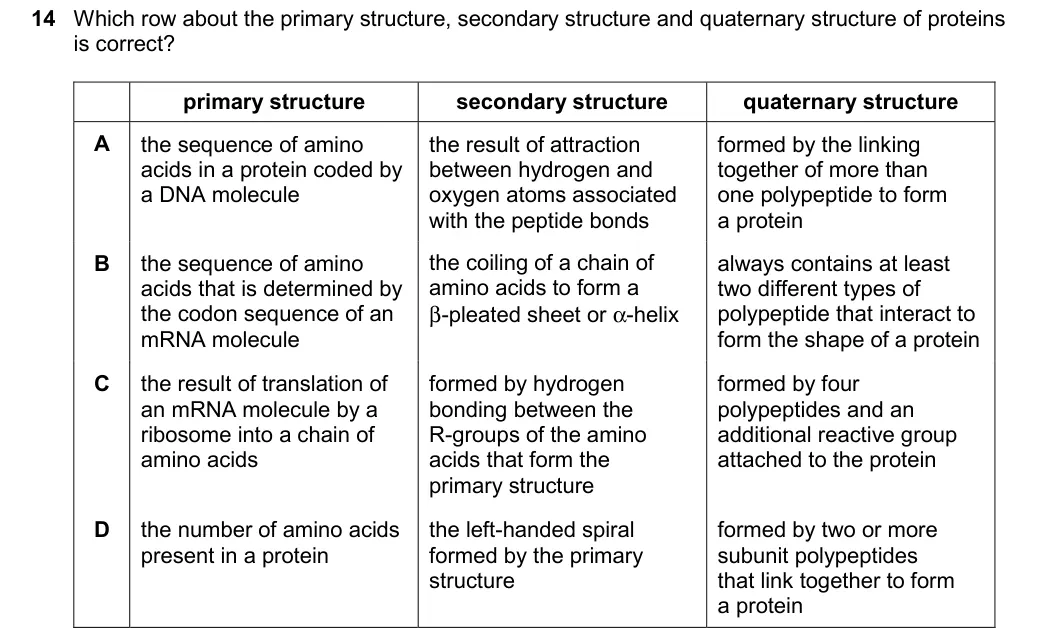 14 Which row about the primary structure, secondary structure and quaternary structure of proteins
is correct?
primary structure secondary structure quaternary structure
A
the sequence of amino
acids in a protein coded by
a DNA molecule
the result of attraction
between hydrogen and
oxygen atoms associated
with the peptide bonds
formed by the linking
together of more than
one polypeptide to form
a protein
B
the sequence of amino
acids that is determined by
the codon sequence of an
mRNA molecule
the coiling of a chain of
amino acids to form a
β-pleated sheet or α-helix
always contains at least
two different types of
polypeptide that interact to
form the shape of a protein
C
the result of translation of
an mRNA molecule by a
ribosome into a chain of
amino acids
formed by hydrogen
bonding between the
R-groups of the amino
acids that form the
primary structure
formed by four
polypeptides and an
additional reactive group
attached to the protein
D
the number of amino acids
present in a protein
the left-handed spiral
formed by the primary
structure
formed by two or more
subunit polypeptides
that link together to form
a protein